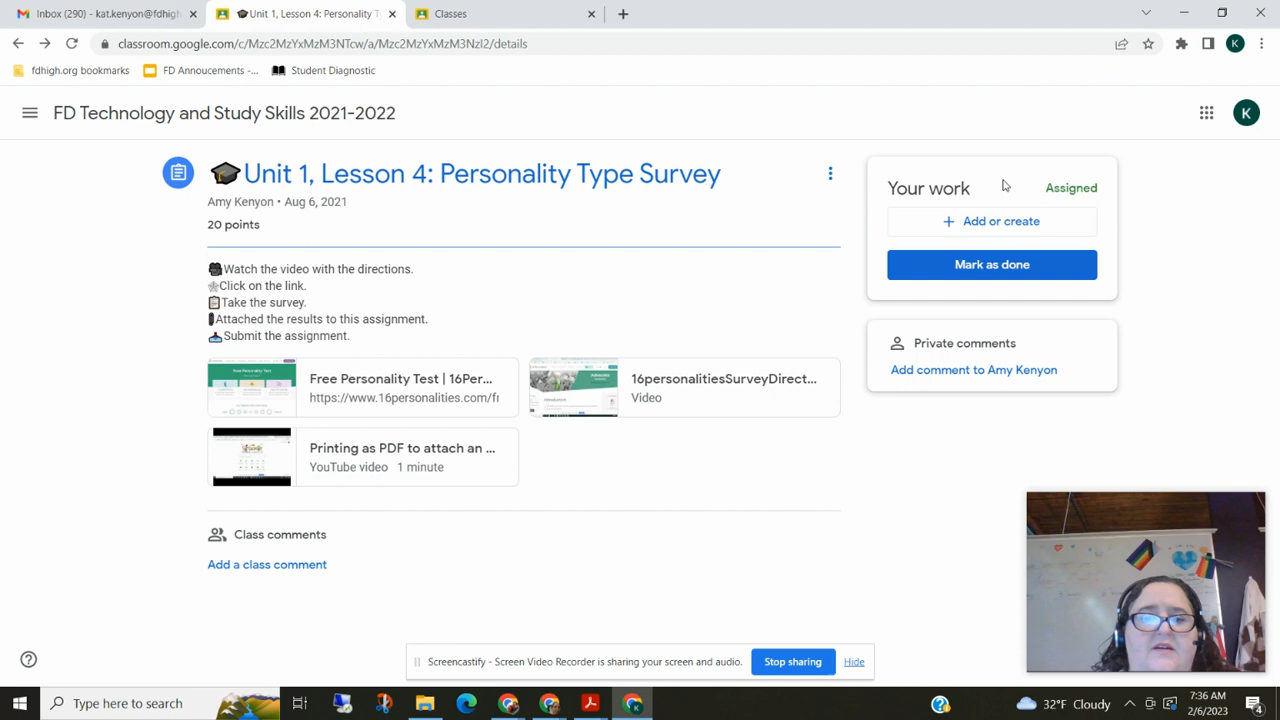 Inbox (290) - kat.kenyon@fdhigh
Unit 1, Lesson 4: Personality Ty
Classes
classroom.google.com/c/Mzc2MzYxMzM3NTcw/a/Mzc2MzYxMzM3NzI2/details
fdhigh.org bookmarks
FD Annoucements -...
Student Diagnostic
FD Technology and Study Skills 2021-2022
K
Unit 1, Lesson 4: Personality Type Survey
Amy Kenyon • Aug 6, 2021
20 points
Watch the video with the directions.
Click on the link.
Take the survey.
Attached the results to this assignment.
Submit the assignment.
Free Personality Test | 16Per...
https://www.16personalities.com/fr
16personalitiesSurveyDirect...
Video
Printing as PDF to attach an ...
YouTube video 1 minute
Class comments
Add a class comment
Your work
Assigned
+ Add or create
Mark as done
Private comments
Add comment to Amy Kenyon
Screencastify - Screen Video Recorder is sharing your screen and audio.
Stop sharing
Hide
Type here to search
32°F Cloudy
7:36 AM
2/6/2023
4